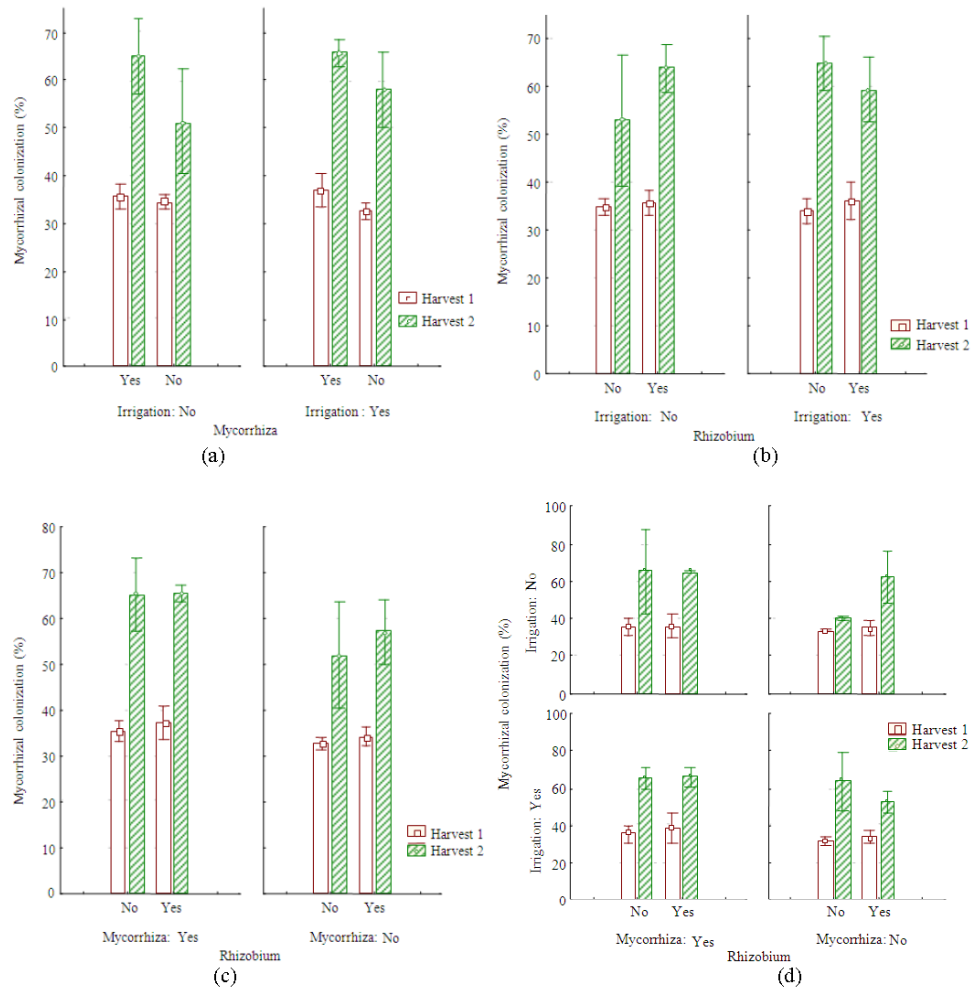 70
60
50
40
30
20
10
0
Mycorrhizal colonization (%)
Harvest 1
Harvest 2
Yes No Yes No
Irrigation: No Irrigation : Yes
Mycorrhiza
(a)
70
60
50
40
30
20
10
0
Mycorrhizal colonization (%)
Harvest 1
Harvest 2
No Yes No Yes
Irrigation: No Irrigation: Yes
Rhizobium
(b)
80
70
60
50
40
30
20
10
0
Mycorrhizal colonization (%)
Harvest 1
Harvest 2
No Yes No Yes
Mycorrhiza: Yes Mycorrhiza: No
Rhizobium
(c)
100
80
60
40
20
0
Irrigation: No
Mycorrhizal colonization (%)
100
80
60
40
20
0
Irrigation: Yes
Harvest 1
Harvest 2
No Yes No Yes
Mycorrhiza: Yes Mycorrhiza: No
Rhizobium
(d)